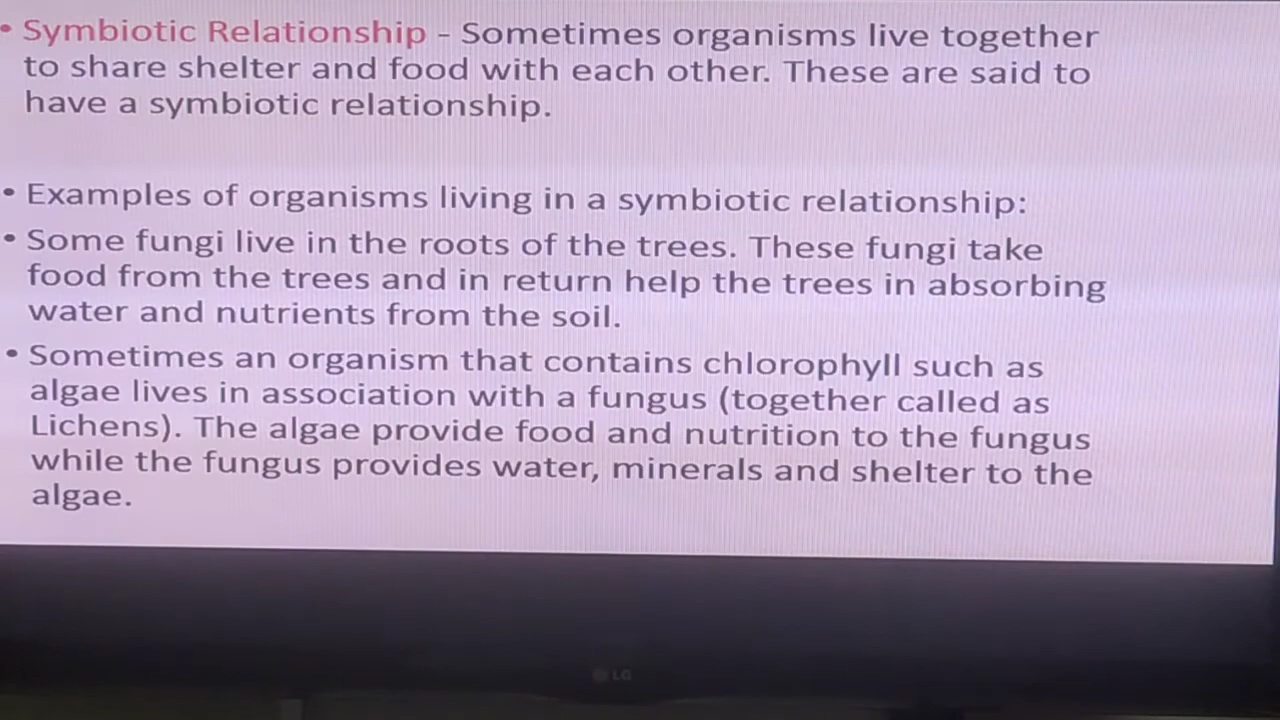 • Symbiotic Relationship - Sometimes organisms live together
to share shelter and food with each other. These are said to
have a symbiotic relationship.
• Examples of organisms living in a symbiotic relationship:
• Some fungi live in the roots of the trees. These fungi take
food from the trees and in return help the trees in absorbing
water and nutrients from the soil.
• Sometimes an organism that contains chlorophyll such as
algae lives in association with a fungus (together called as
Lichens). The algae provide food and nutrition to the fungus
while the fungus provides water, minerals and shelter to the
algae.
LG